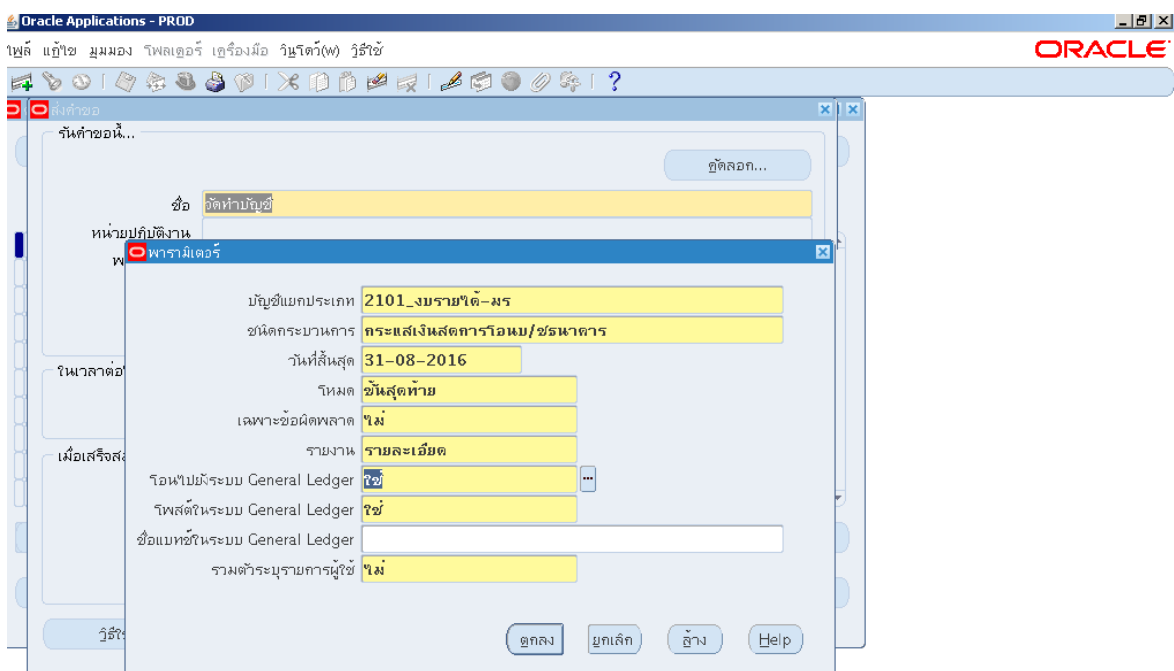 Oracle Applications - PROD
ไฟล์ แก้ไข มุมมอง โฟลเดอร์ เครื่องมือ วินโดว์(w) วิธีใช้
ORACLE
ส่งคำขอ
รันคำขอนี้...
คัดลอก...
ชื่อ จัดทำบัญชี
หน่วยปฏิบัติงาน
พารามิเตอร์
บัญชีแยกประเภท 2101_งบรายได้-มร
ชนิดกระบวนการ กระแสเงินสดการโอนบ/ชธนาคาร
วันที่สิ้นสุด 31-08-2016
โหมด ขั้นสุดท้าย
เฉพาะข้อผิดพลาด ไม่
ในเวลาต่อ
รายงาน รายละเอียด
เมื่อเสร็จส
โอนไปยังระบบ General Ledger ใช่
โพสต์ในระบบ General Ledger ใช่
ชื่อแบทช์ในระบบ General Ledger
รวมตัวระบุรายการผู้ใช้ ไม่
วิธีใช้
ตกลง ยกเลิก ล้าง Help